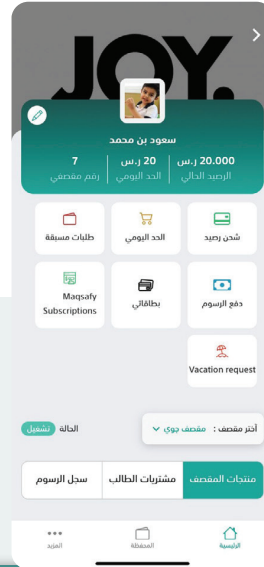 JOY.
سعود بن محمد
20.000 ر.س
الرصيد الحالي
20 ر.س
الحد اليومي
7
رقم مقصفي
شحن رصيد
الحد اليومي
طلبات مسبقة
دفع الرسوم
بطاقاتي
Maqsafy
Subscriptions
Vacation request
أختر مقصف : مقصف جوي
الحالة تشغيل
منتجات المقصف
مشتريات الطالب
سجل الرسوم
الرئيسية
المحفظة
المزيد